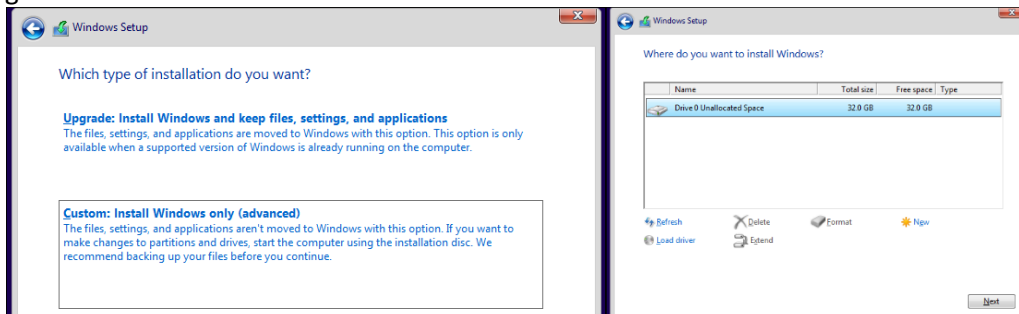 Windows Setup
Which type of installation do you want?
Upgrade: Install Windows and keep files, settings, and applications
The files, settings, and applications are moved to Windows with this option. This option is only
available when a supported version of Windows is already running on the computer.
Custom: Install Windows only (advanced)
The files, settings, and applications aren't moved to Windows with this option. If you want to
make changes to partitions and drives, start the computer using the installation disc. We
recommend backing up your files before you continue.
Windows Setup
Where do you want to install Windows?
Name Total size Free space Type
Drive 0 Unallocated Space 32.0 GB 32.0 GB
Refresh Delete Format New
Load driver Extend
Next